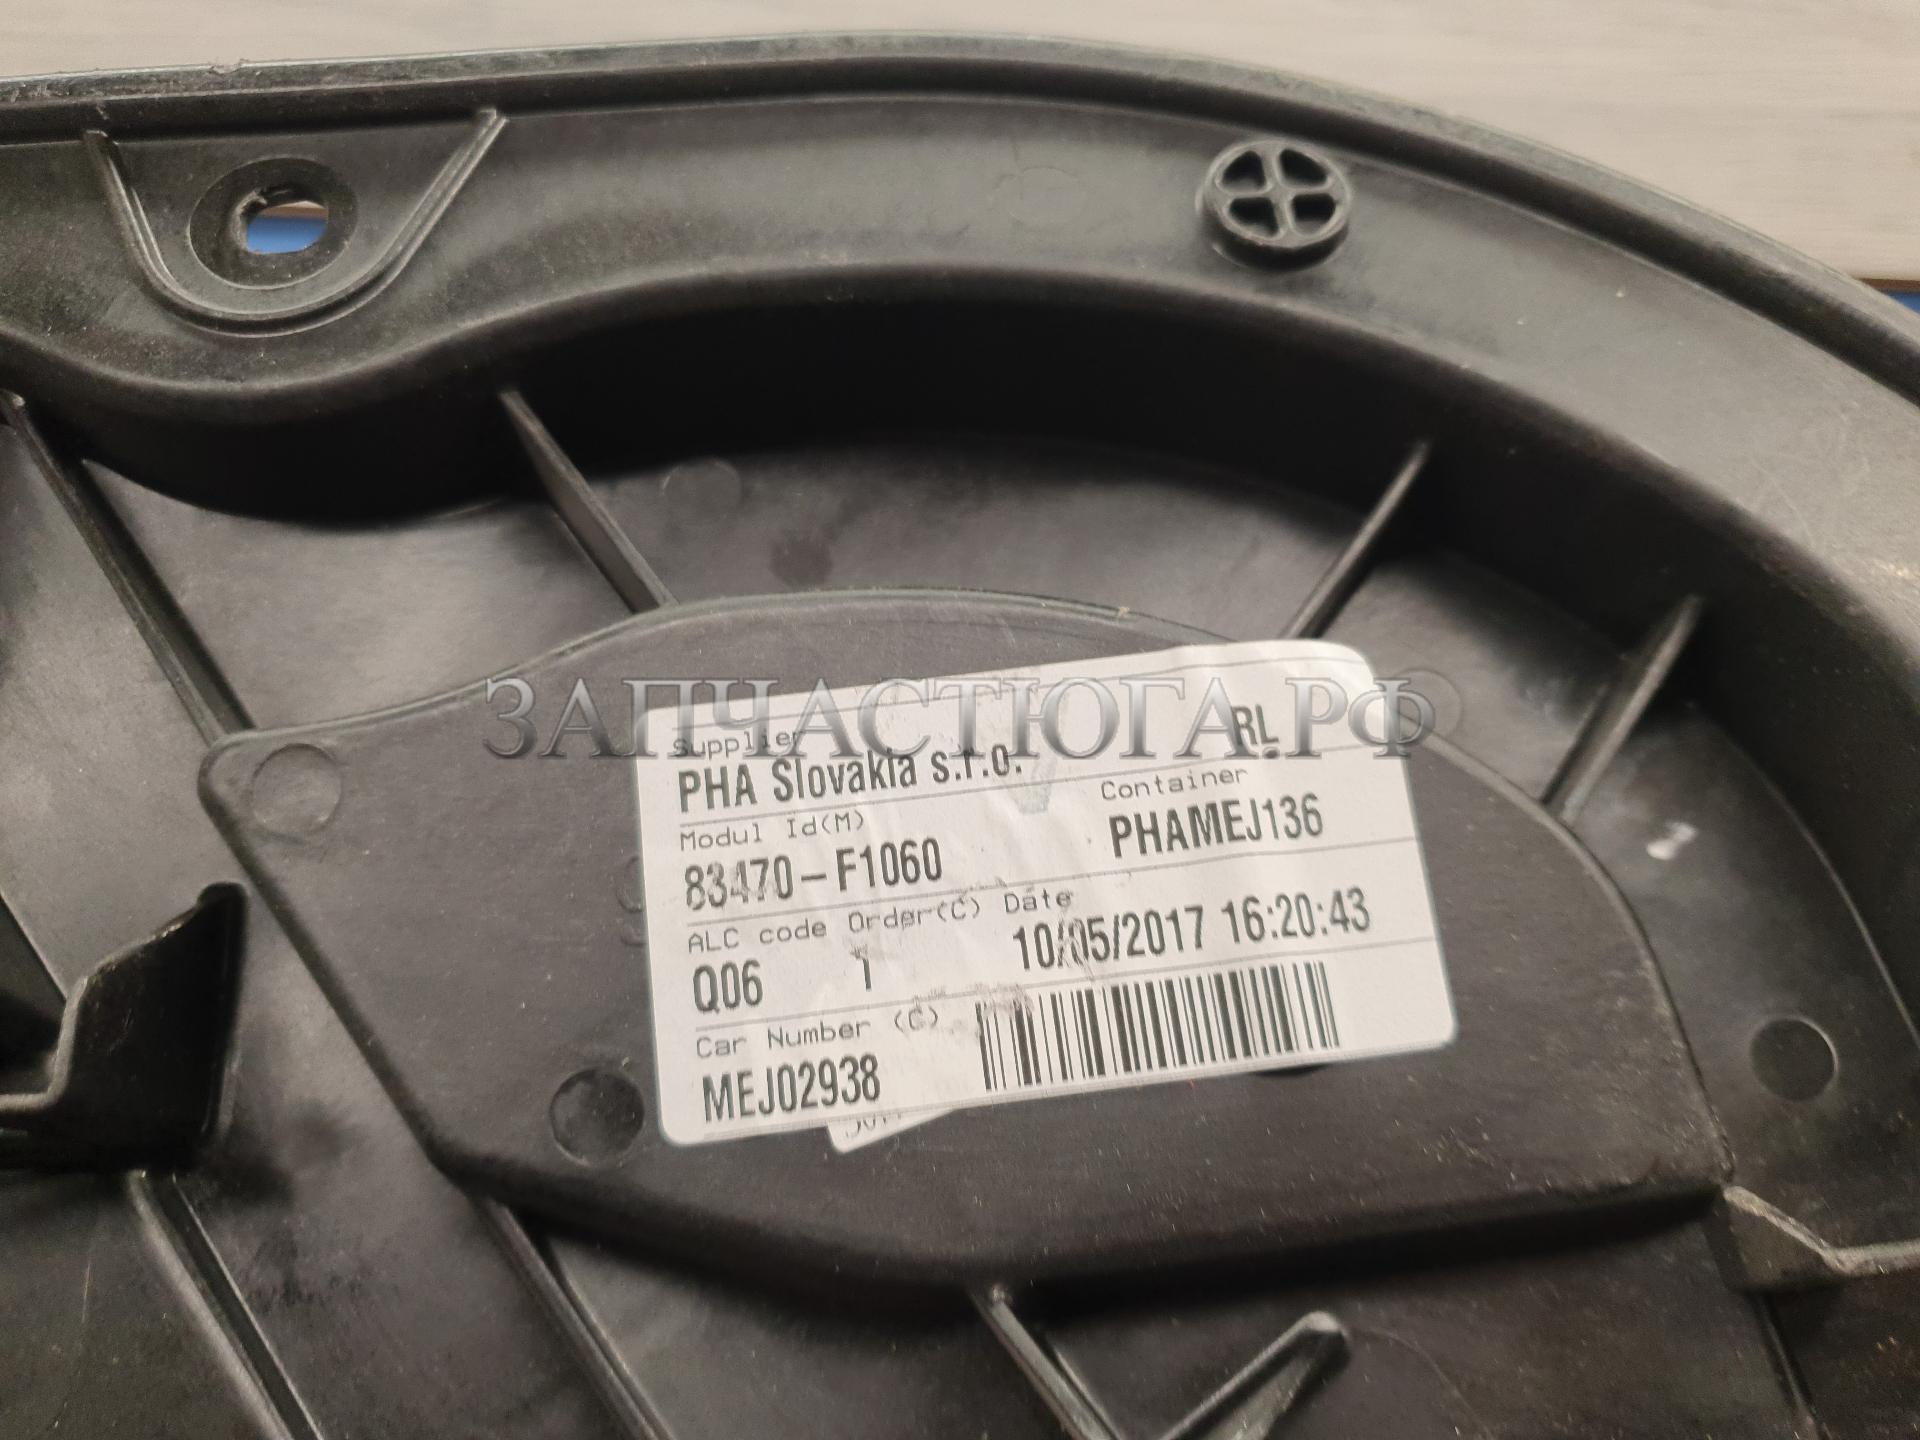 ЗАПЧАСТЮГА.РФ
Supplier
PHA Slovakia s.r.o. RL
Modul Id(M) Container
83470-F1060 PHAMEJ136
ALC code Order(C) Date
Q06 1 10/05/2017 16:20:43
Car Number (C)
MEJ02938